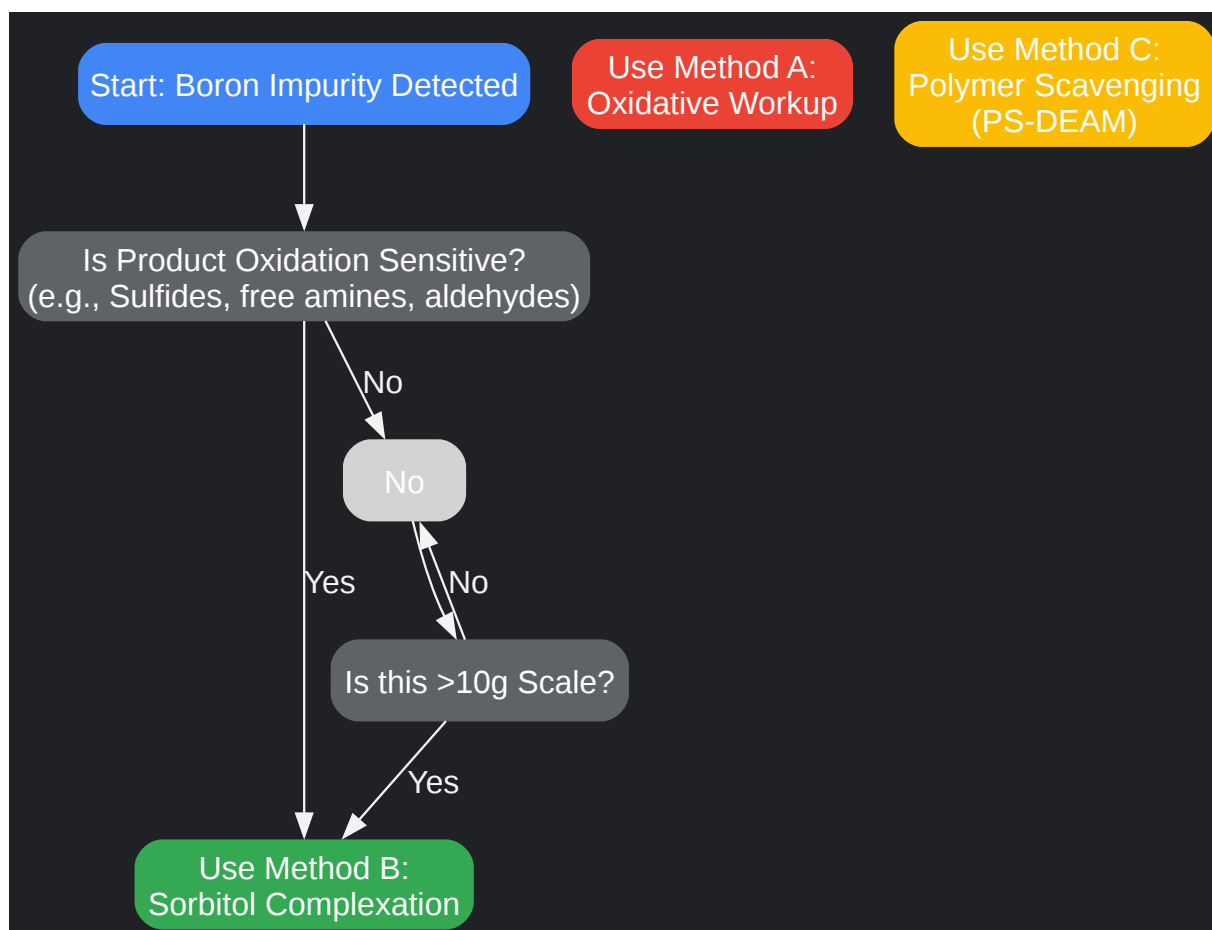 Start: Boron Impurity Detected
Use Method A:
Oxidative Workup
Use Method C:
Polymer Scavenging
(PS-DEAM)
Is Product Oxidation Sensitive?
(e.g., Sulfides, free amines, aldehydes)
No
No
Yes
No
Is this >10g Scale?
Yes
Use Method B:
Sorbitol Complexation